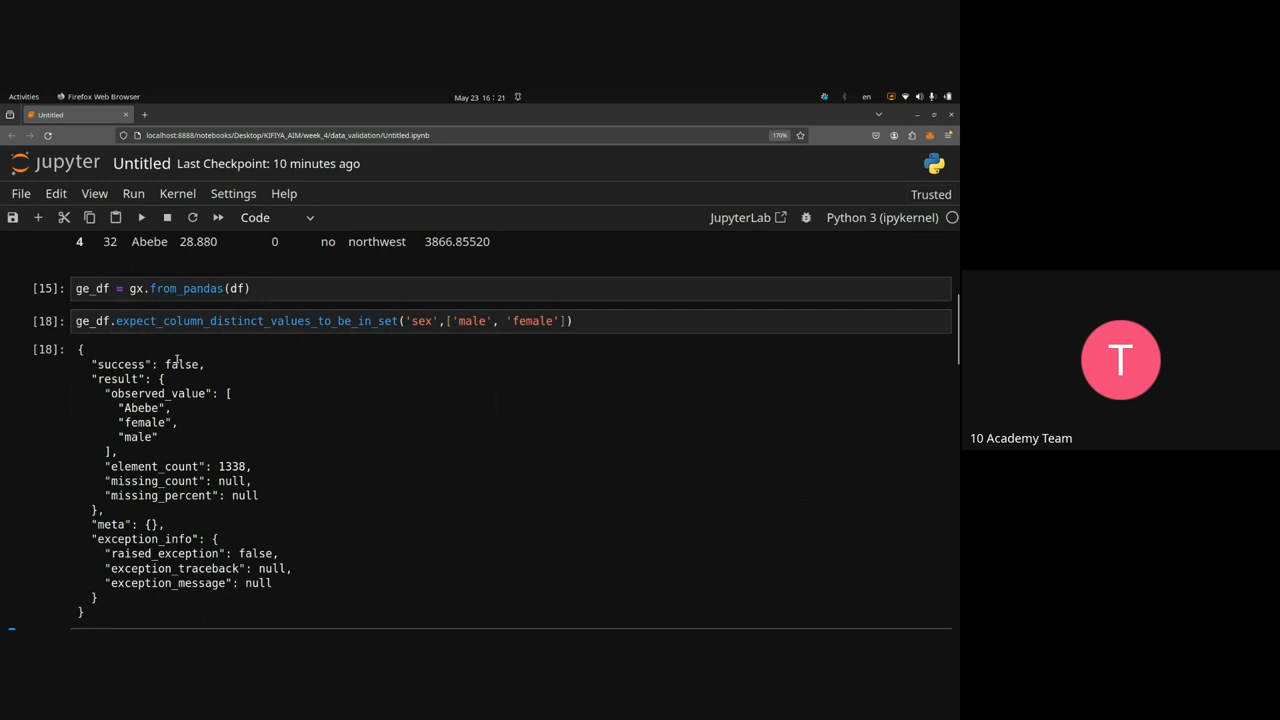 Activities Firefox Web Browser May 23 16:21 en
Untitled
localhost:8888/notebooks/Desktop/KIFIYA_AIM/week_4/data_validation/Untitled.ipynb 170%
jupyter Untitled Last Checkpoint: 10 minutes ago
File Edit View Run Kernel Settings Help Trusted
Code JupyterLab Python 3 (ipykernel)
4 32 Abebe 28.880 0 no northwest 3866.85520
[15]: ge_df = gx.from_pandas(df)
[18]: ge_df.expect_column_distinct_values_to_be_in_set('sex',['male', 'female'])
[18]: {
"success": false,
"result": {
"observed_value": [
"Abebe",
"female",
"male"
],
"element_count": 1338,
"missing_count": null,
"missing_percent": null
},
"meta": {},
"exception_info": {
"raised_exception": false,
"exception_traceback": null,
"exception_message": null
}
}
T
10 Academy Team